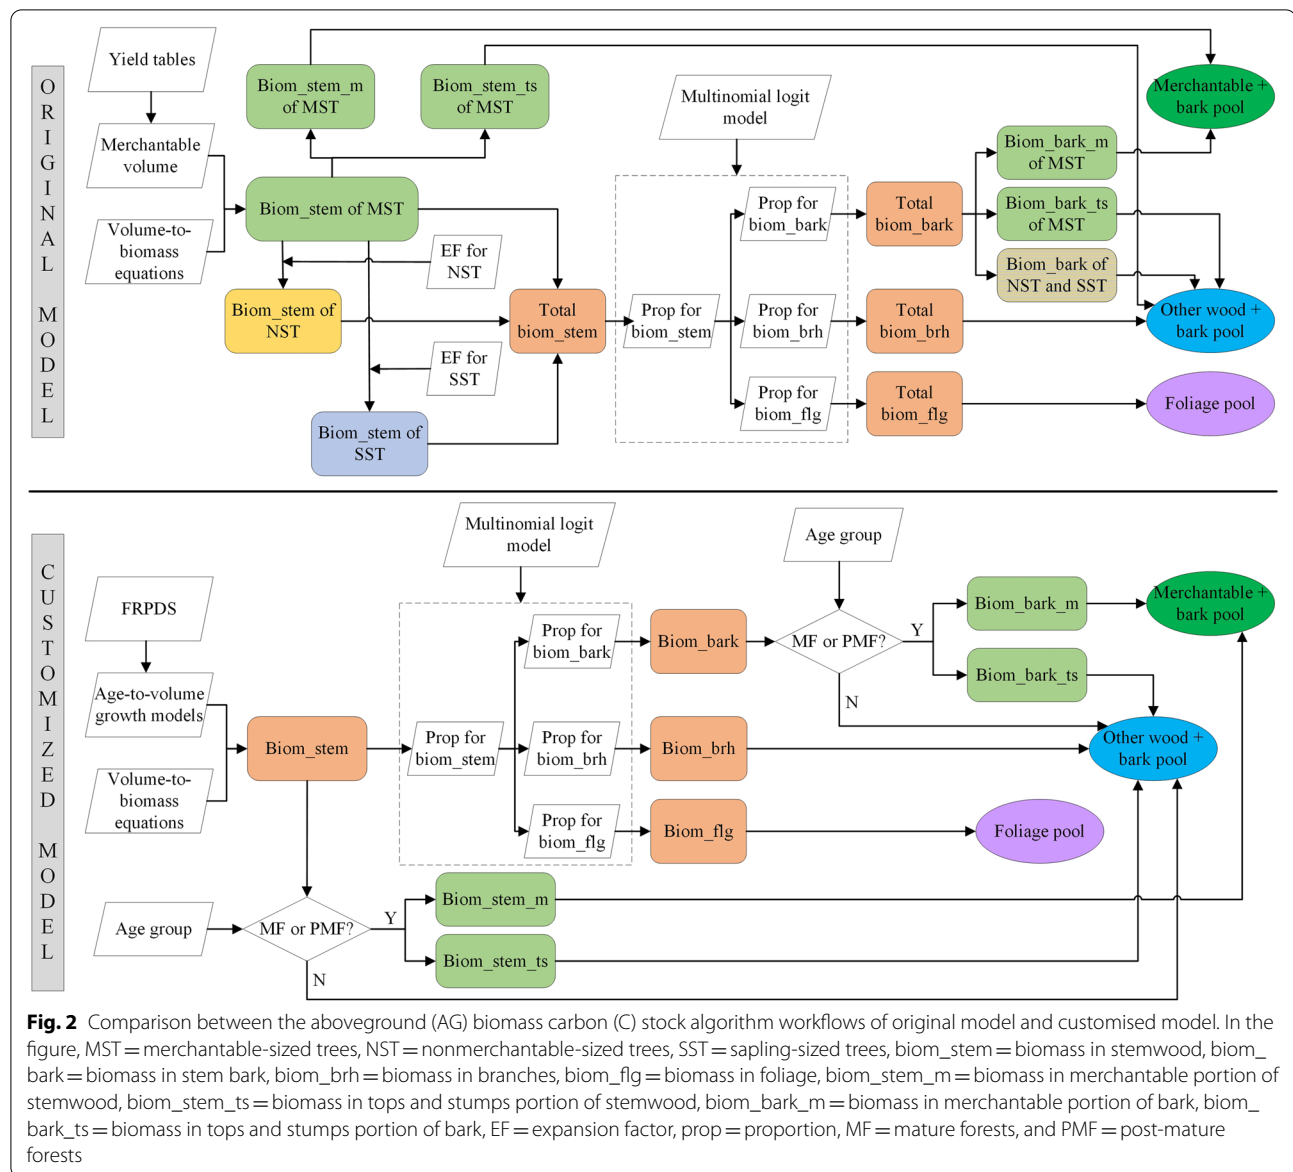 ORIGINAL MODEL
Yield tables
Merchantable
volume
Volume-to-
biomass
equations
Biom_stem_m
of MST
Biom_stem_ts
of MST
Biom_stem of MST
EF for
NST
Biom_stem of
NST
EF for
SST
Biom_stem of
SST
Total
biom_stem
Multinomial logit
model
Prop for
biom_stem
Prop for
biom_bark
Prop for
biom_brh
Prop for
biom_flg
Total
biom_bark
Total
biom_brh
Total
biom_flg
Biom_bark_m
of MST
Biom_bark_ts
of MST
Biom_bark of
NST and SST
Merchantable +
bark pool
Other wood +
bark pool
Foliage pool
CUSTOMIZED MODEL
FRPDS
Age-to-volume
growth models
Volume-to-
biomass
equations
Biom_stem
Multinomial logit
model
Prop for
biom_stem
Prop for
biom_bark
Prop for
biom_brh
Prop for
biom_flg
Biom_bark
Biom_brh
Biom_flg
Age group
MF or PMF?
Y
N
Biom_bark_m
Biom_bark_ts
Merchantable +
bark pool
Other wood +
bark pool
Foliage pool
Age group
MF or PMF?
Y
N
Biom_stem_m
Biom_stem_ts
Fig. 2 Comparison between the aboveground (AG) biomass carbon (C) stock algorithm workflows of original model and customised model. In the
figure, MST = merchantable-sized trees, NST = nonmerchantable-sized trees, SST = sapling-sized trees, biom_stem = biomass in stemwood, biom_
bark = biomass in stem bark, biom_brh = biomass in branches, biom_flg = biomass in foliage, biom_stem_m = biomass in merchantable portion of
stemwood, biom_stem_ts = biomass in tops and stumps portion of stemwood, biom_bark_m = biomass in merchantable portion of bark, biom_
bark_ts = biomass in tops and stumps portion of bark, EF = expansion factor, prop = proportion, MF = mature forests, and PMF = post-mature
forests